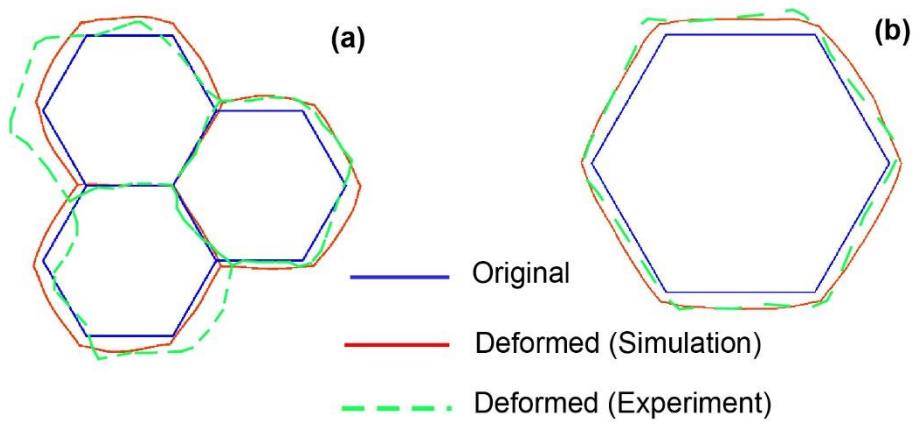 (a)
(b)
Original
Deformed (Simulation)
Deformed (Experiment)